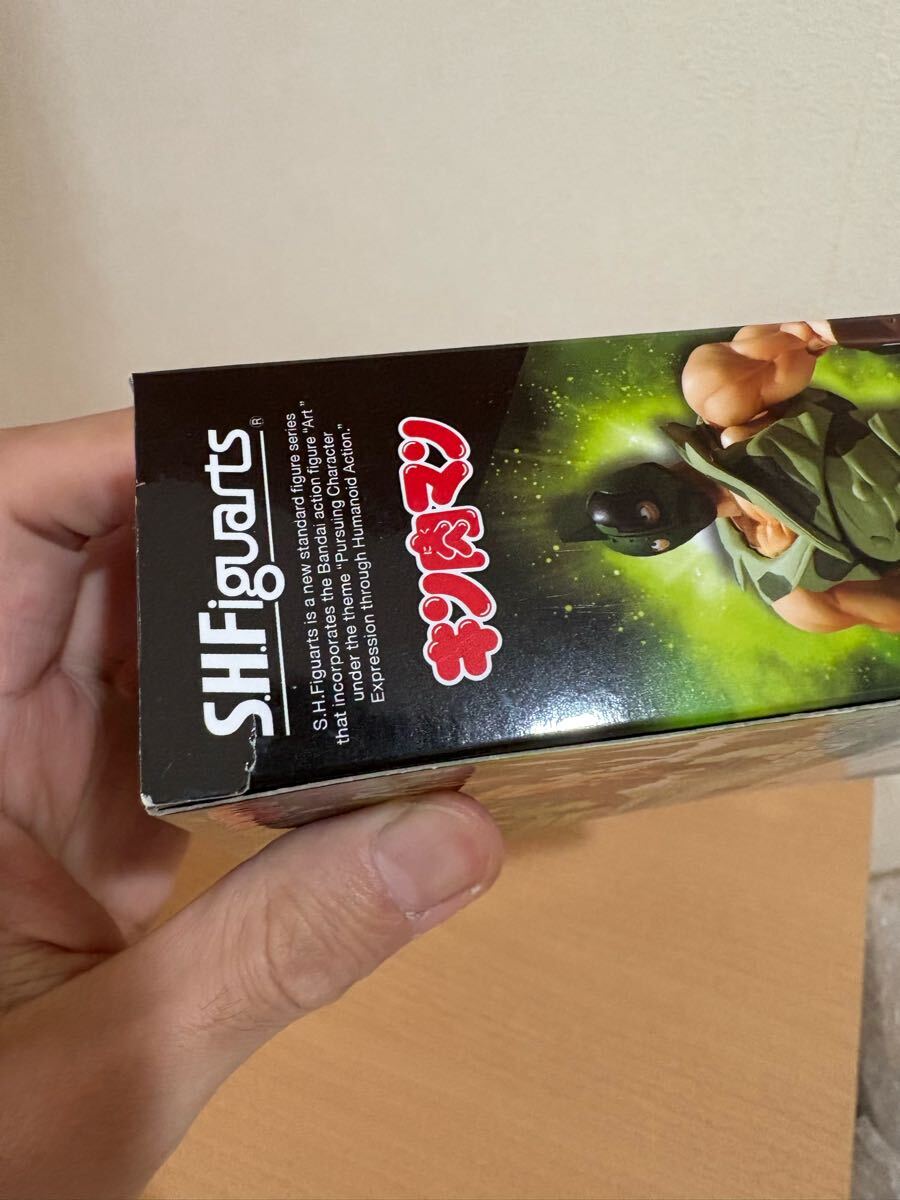 S.H.Figuarts®
S.H.Figuarts is a new standard figure series
that incorporates the Bandai action figure "Art"
under the theme "Pursuing Character
Expression through Humanoid Action."
キン肉マン